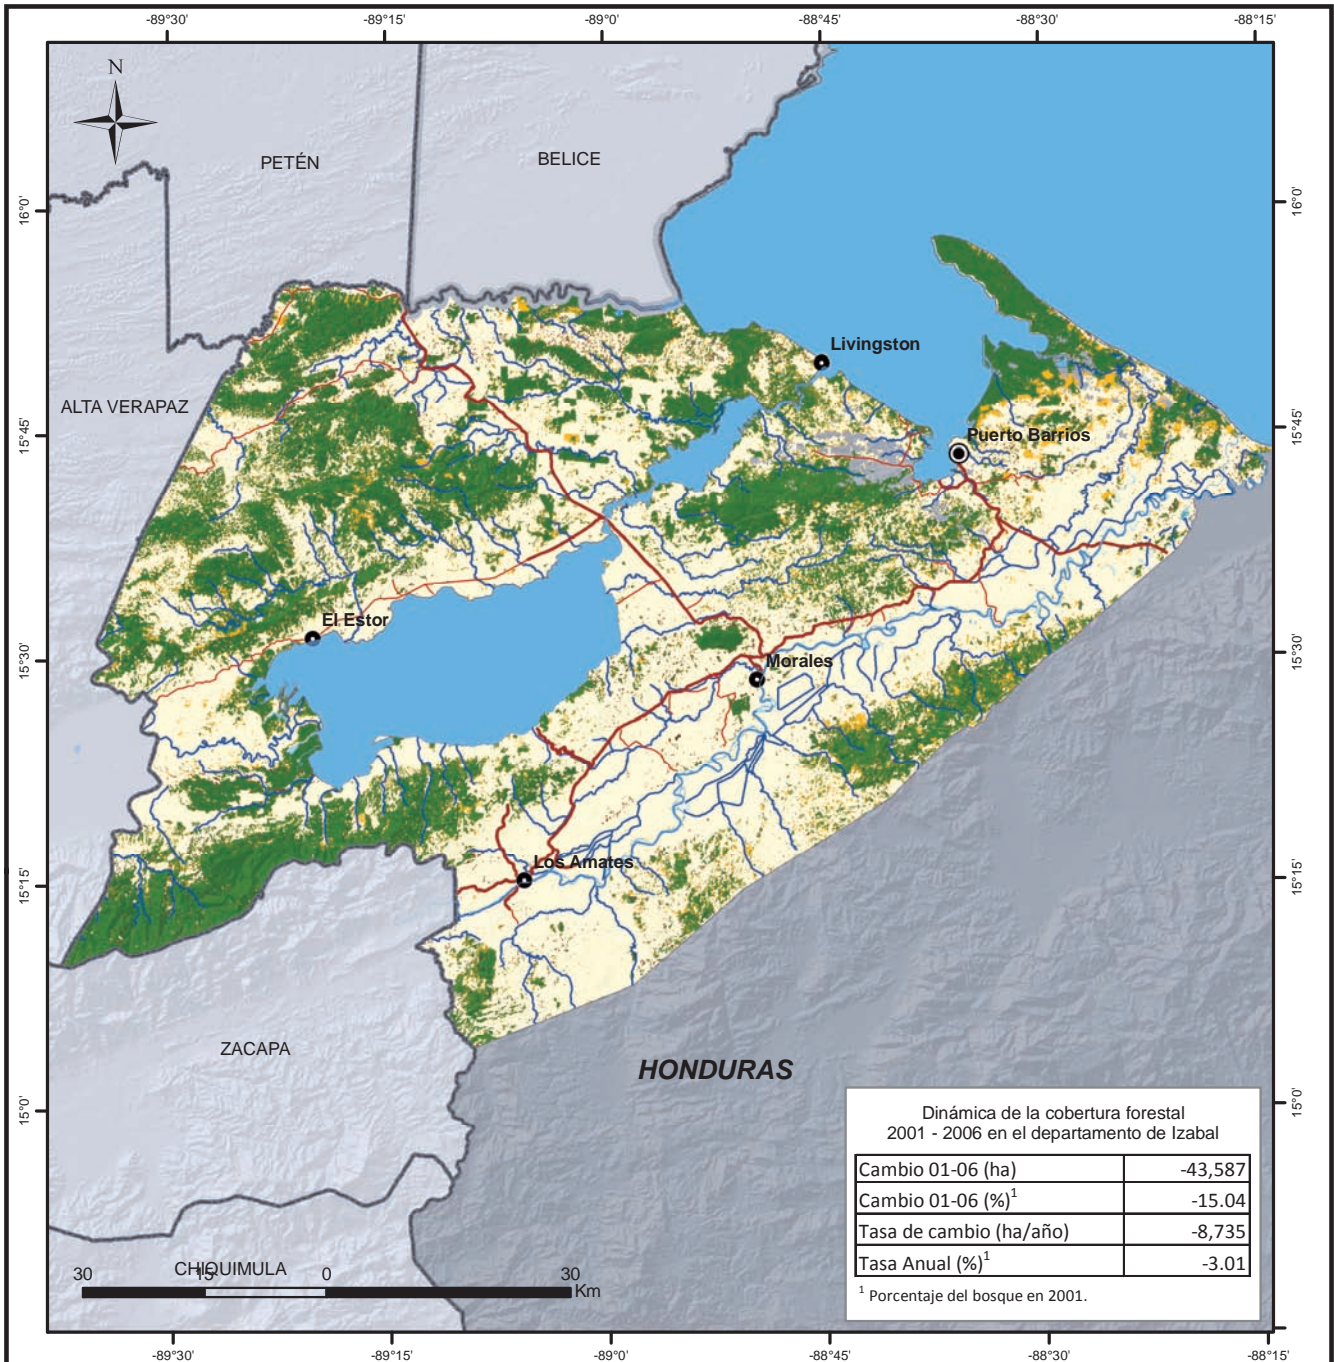 -89°30' -89°15' -89°0' -88°45' -88°30' -88°15'
N
PETÉN
BELICE
16°0' 16°0'
Livingston
ALTA VERAPAZ
15°45' 15°45'
Puerto Barrios
El Estor
15°30' 15°30'
Morales
Los Amates
15°15' 15°15'
ZACAPA
HONDURAS
15°0' 15°0'
Dinámica de la cobertura forestal
2001 - 2006 en el departamento de Izabal
Cambio 01-06 (ha) -43,587
Cambio 01-06 (%)1 -15.04
Tasa de cambio (ha/año) -8,735
Tasa Anual (%)1 -3.01
1 Porcentaje del bosque en 2001.
CHIQUIMULA
30 15 0 30
Km
-89°30' -89°15' -89°0' -88°45' -88°30' -88°15'